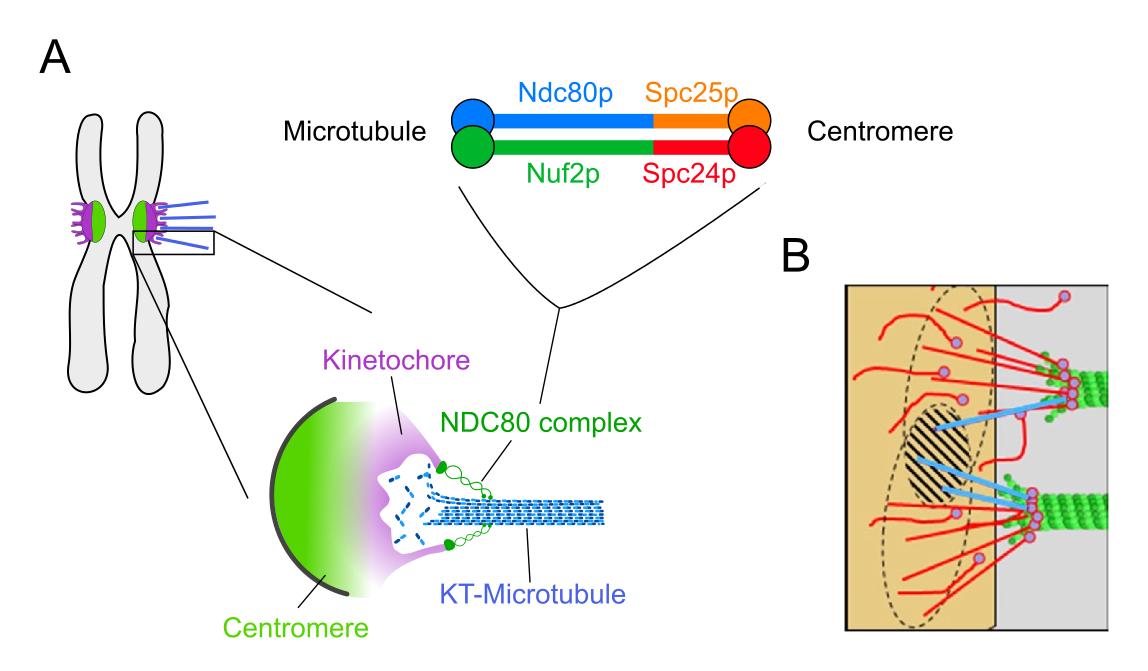 A
Ndc80p Spc25p
Microtubule
Centromere
Nuf2p Spc24p
B
Kinetochore
NDC80 complex
KT-Microtubule
Centromere